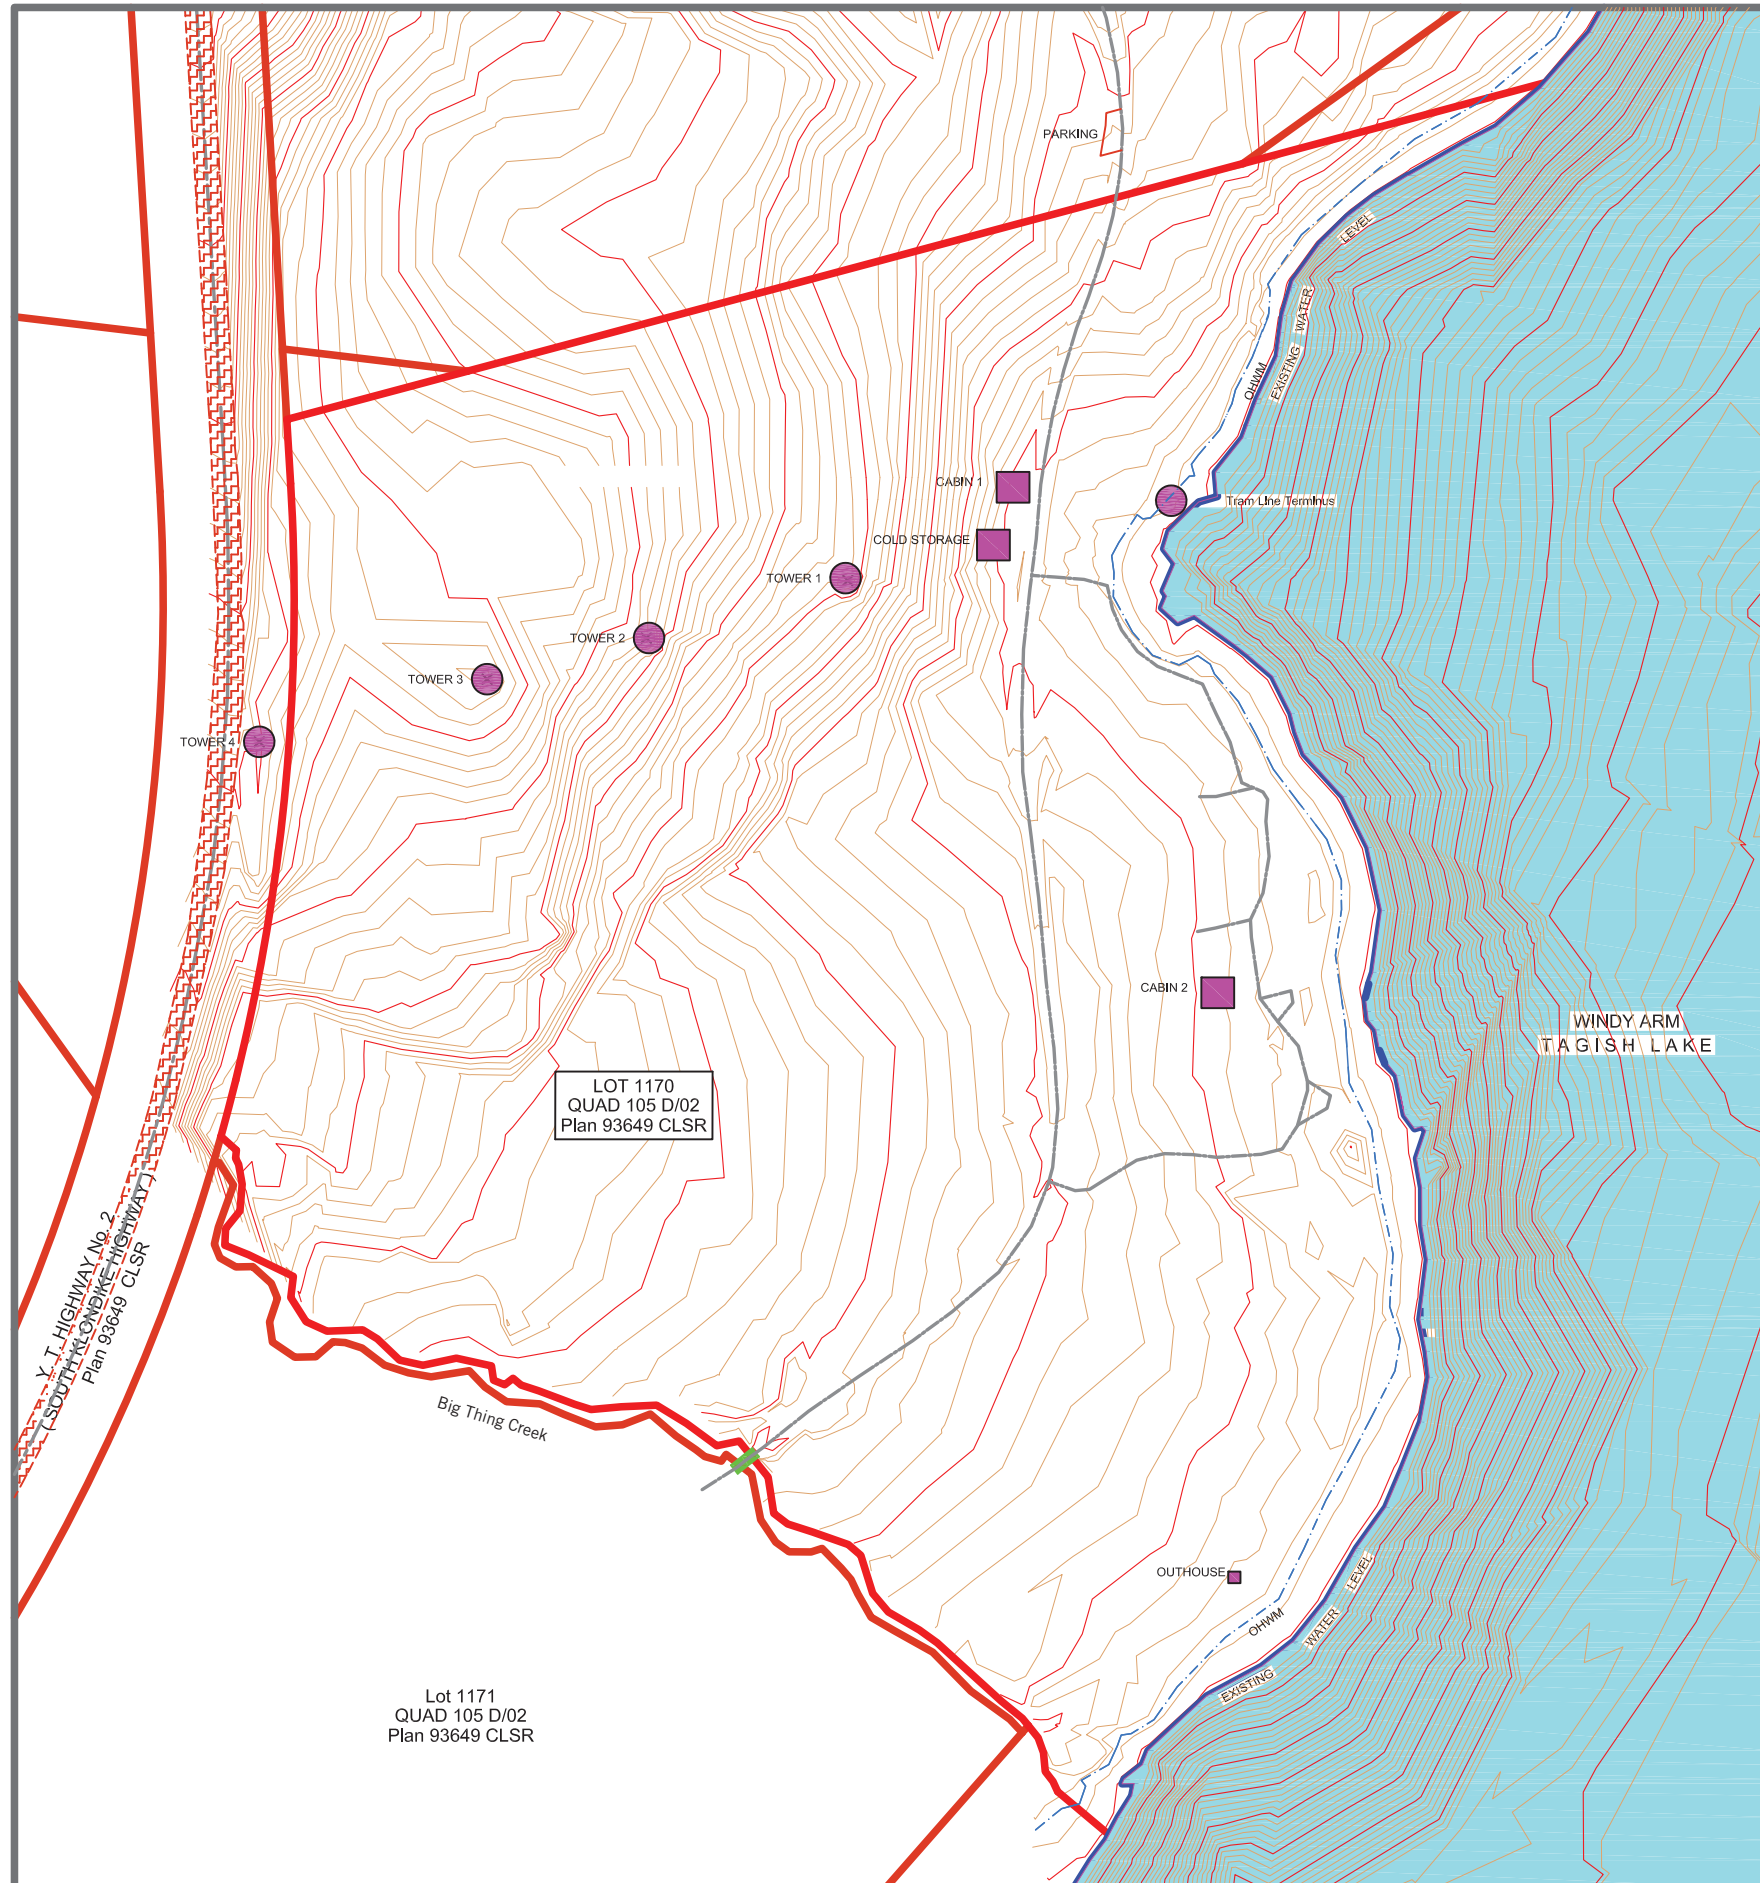 PARKING
LEVEL
WATER
EXISTING
OHWM
CABIN 1
Tram Line Terminus
COLD STORAGE
TOWER 1
TOWER 2
TOWER 3
TOWER 4
CABIN 2
WINDY ARM
TAGISH LAKE
LOT 1170
QUAD 105 D/02
Plan 93649 CLSR
Y. T. HIGHWAY No. 2
( SOUTH KLONDIKE HIGHWAY )
Plan 93649 CLSR
Big Thing Creek
OUTHOUSE
LEVEL
WATER
OHWM
EXISTING
Lot 1171
QUAD 105 D/02
Plan 93649 CLSR